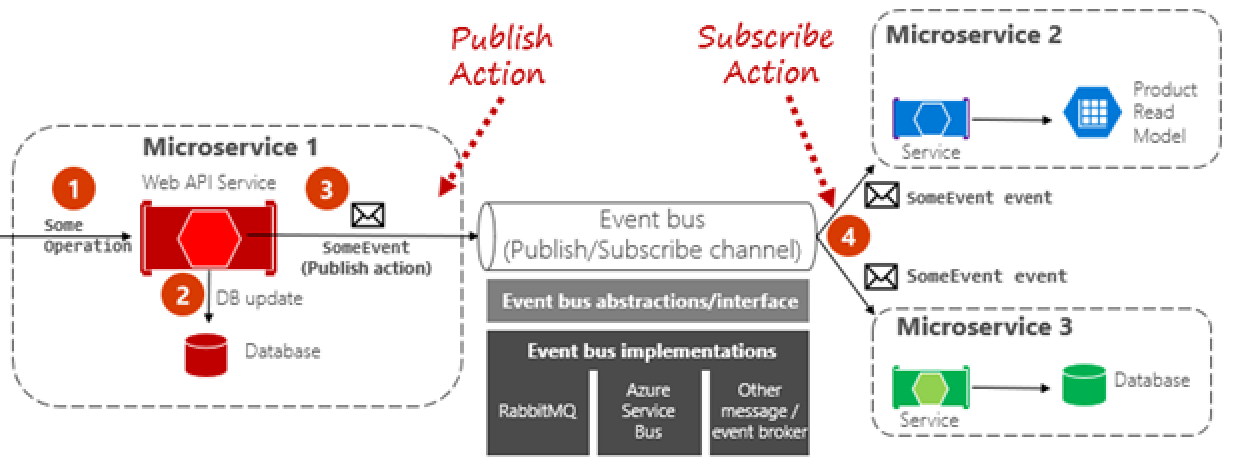 Publish
Action
Subscribe
Action
Microservice 1
Web API Service
1
Some
Operation
2
DB update
Database
3
SomeEvent
(Publish action)
Event bus
(Publish/Subscribe channel)
Event bus abstractions/interface
Event bus implementations
RabbitMQ
Azure
Service
Bus
Other
message /
event broker
4
SomeEvent event
SomeEvent event
Microservice 2
Service
Product
Read
Model
Microservice 3
Service
Database